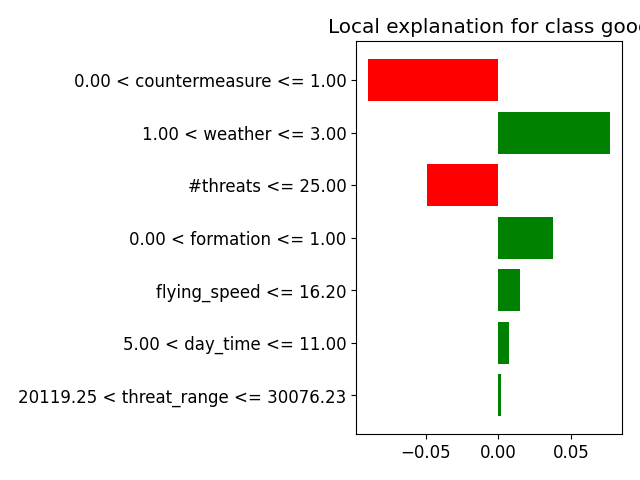 Local explanation for class good
0.00 < countermeasure <= 1.00
1.00 < weather <= 3.00
#threats <= 25.00
0.00 < formation <= 1.00
flying_speed <= 16.20
5.00 < day_time <= 11.00
20119.25 < threat_range <= 30076.23
−0.05 0.00 0.05